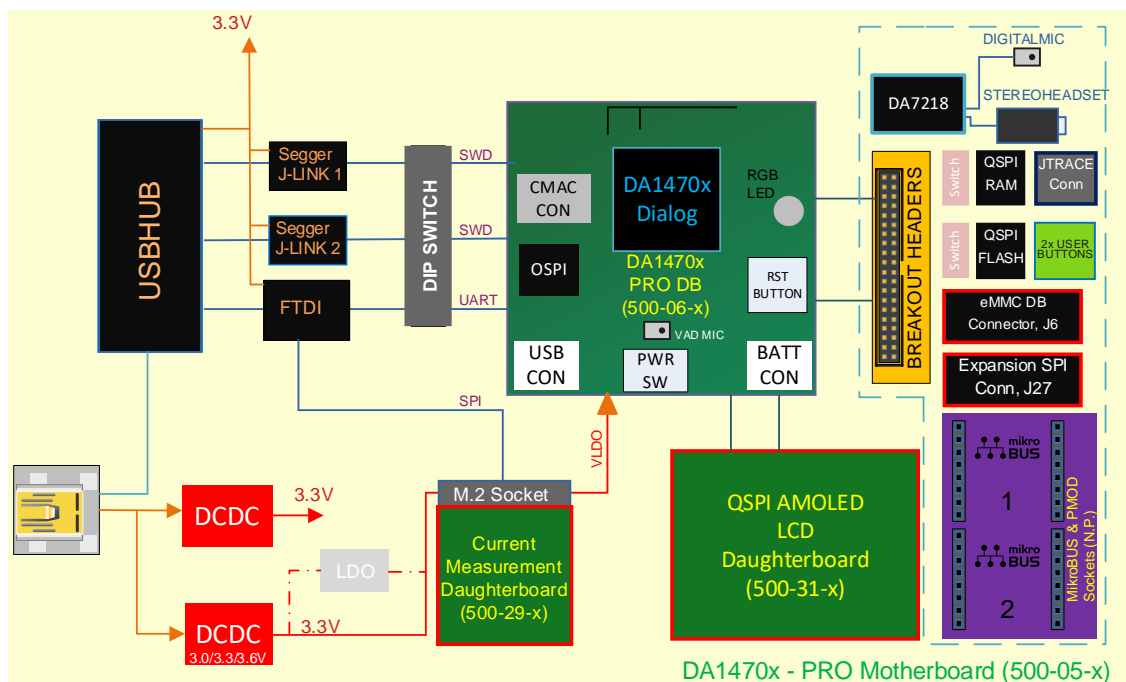 3.3V
USBHUB
Segger
J-LINK 1
Segger
J-LINK 2
FTDI
DIP SWITCH
SWD
SWD
UART
SPI
CMAC
CON
OSPI
USB
CON
DA1470x
Dialog
DA1470x
PRO DB
(500-06-x)
VAD MIC
PWR
SW
RGB
LED
RST
BUTTON
BATT
CON
DIGITALMIC
DA7218
STEREOHEADSET
BREAKOUT HEADERS
Switch
QSPI
RAM
JTRACE
Conn
Switch
QSPI
FLASH
2x USER
BUTTONS
eMMC DB
Connector, J6
Expansion SPI
Conn, J27
mikro
BUS
1
mikro
BUS
2
MikroBUS & PMOD
Sockets (N.P.)
VLDO
M.2 Socket
Current
Measurement
Daughterboard
(500-29-x)
QSPI AMOLED
LCD
Daughterboard
(500-31-x)
DCDC
3.3V
LDO
DCDC
3.0/3.3/3.6V
3.3V
DA1470x - PRO Motherboard (500-05-x)